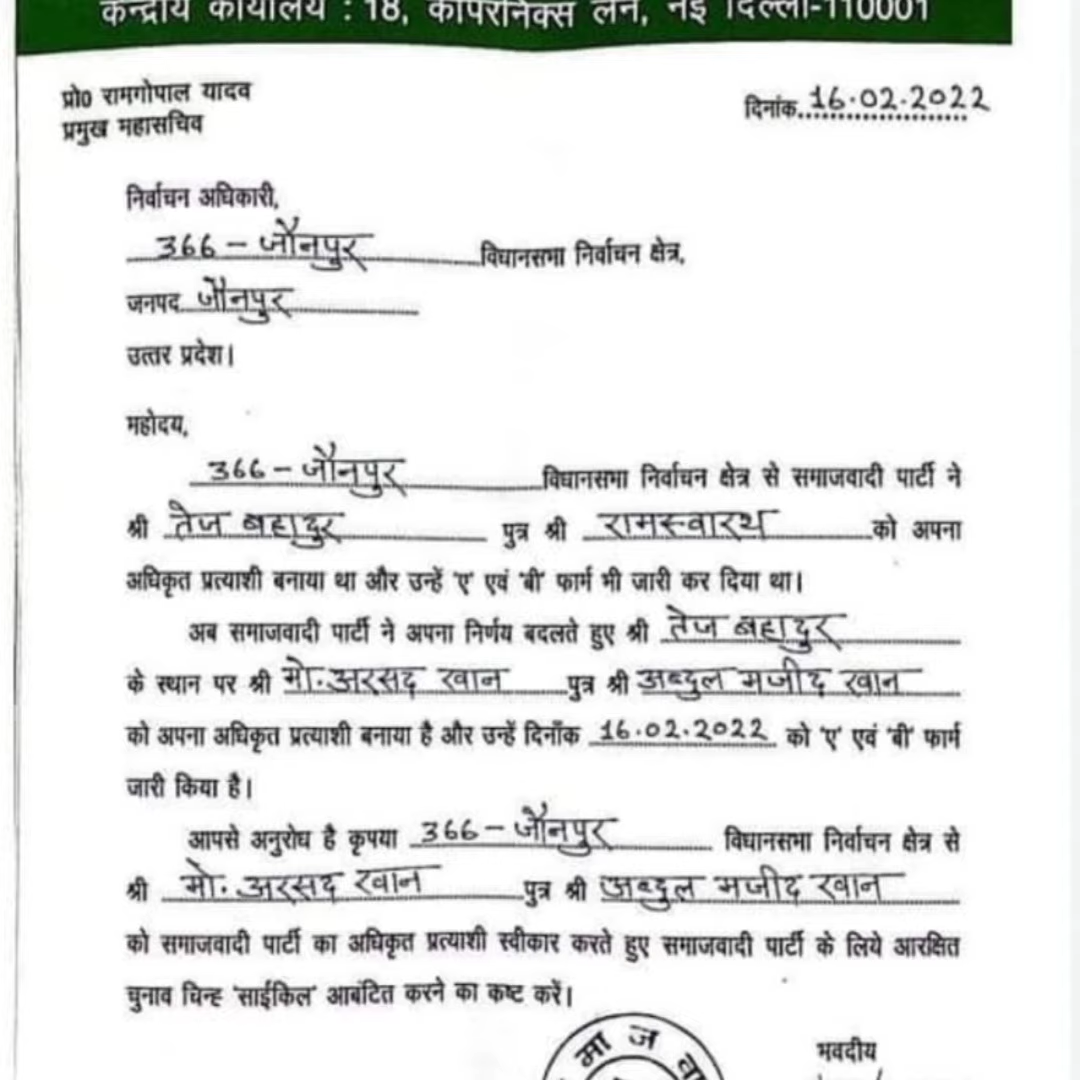 केन्द्रीय कार्यालय : 18, कॉपरनिक्स लेन, नई दिल्ली-110001
प्रो0 रामगोपाल यादव
प्रमुख महासचिव
दिनांक 16.02.2022
निर्वाचन अधिकारी,
366 - जौनपुर विधानसभा निर्वाचन क्षेत्र,
जनपद जौनपुर
उत्तर प्रदेश।
महोदय,
366 - जौनपुर विधानसभा निर्वाचन क्षेत्र से समाजवादी पार्टी ने
श्री तेज बहादुर पुत्र श्री रामस्वारथ को अपना
अधिकृत प्रत्याशी बनाया था और उन्हें 'ए' एवं 'बी' फार्म भी जारी कर दिया था।
अब समाजवादी पार्टी ने अपना निर्णय बदलते हुए श्री तेज बहादुर
के स्थान पर श्री मो. अरसद खान पुत्र श्री अब्दुल मजीद खान
को अपना अधिकृत प्रत्याशी बनाया है और उन्हें दिनाँक 16.02.2022 को 'ए' एवं 'बी' फार्म
जारी किया है।
आपसे अनुरोध है कृपया 366 - जौनपुर विधानसभा निर्वाचन क्षेत्र से
श्री मो. अरसद खान पुत्र श्री अब्दुल मजीद खान
को समाजवादी पार्टी का अधिकृत प्रत्याशी स्वीकार करते हुए समाजवादी पार्टी के लिये आरक्षित
चुनाव चिन्ह 'साईकिल' आबंटित करने का कष्ट करें।
मा ज वा
भवदीय